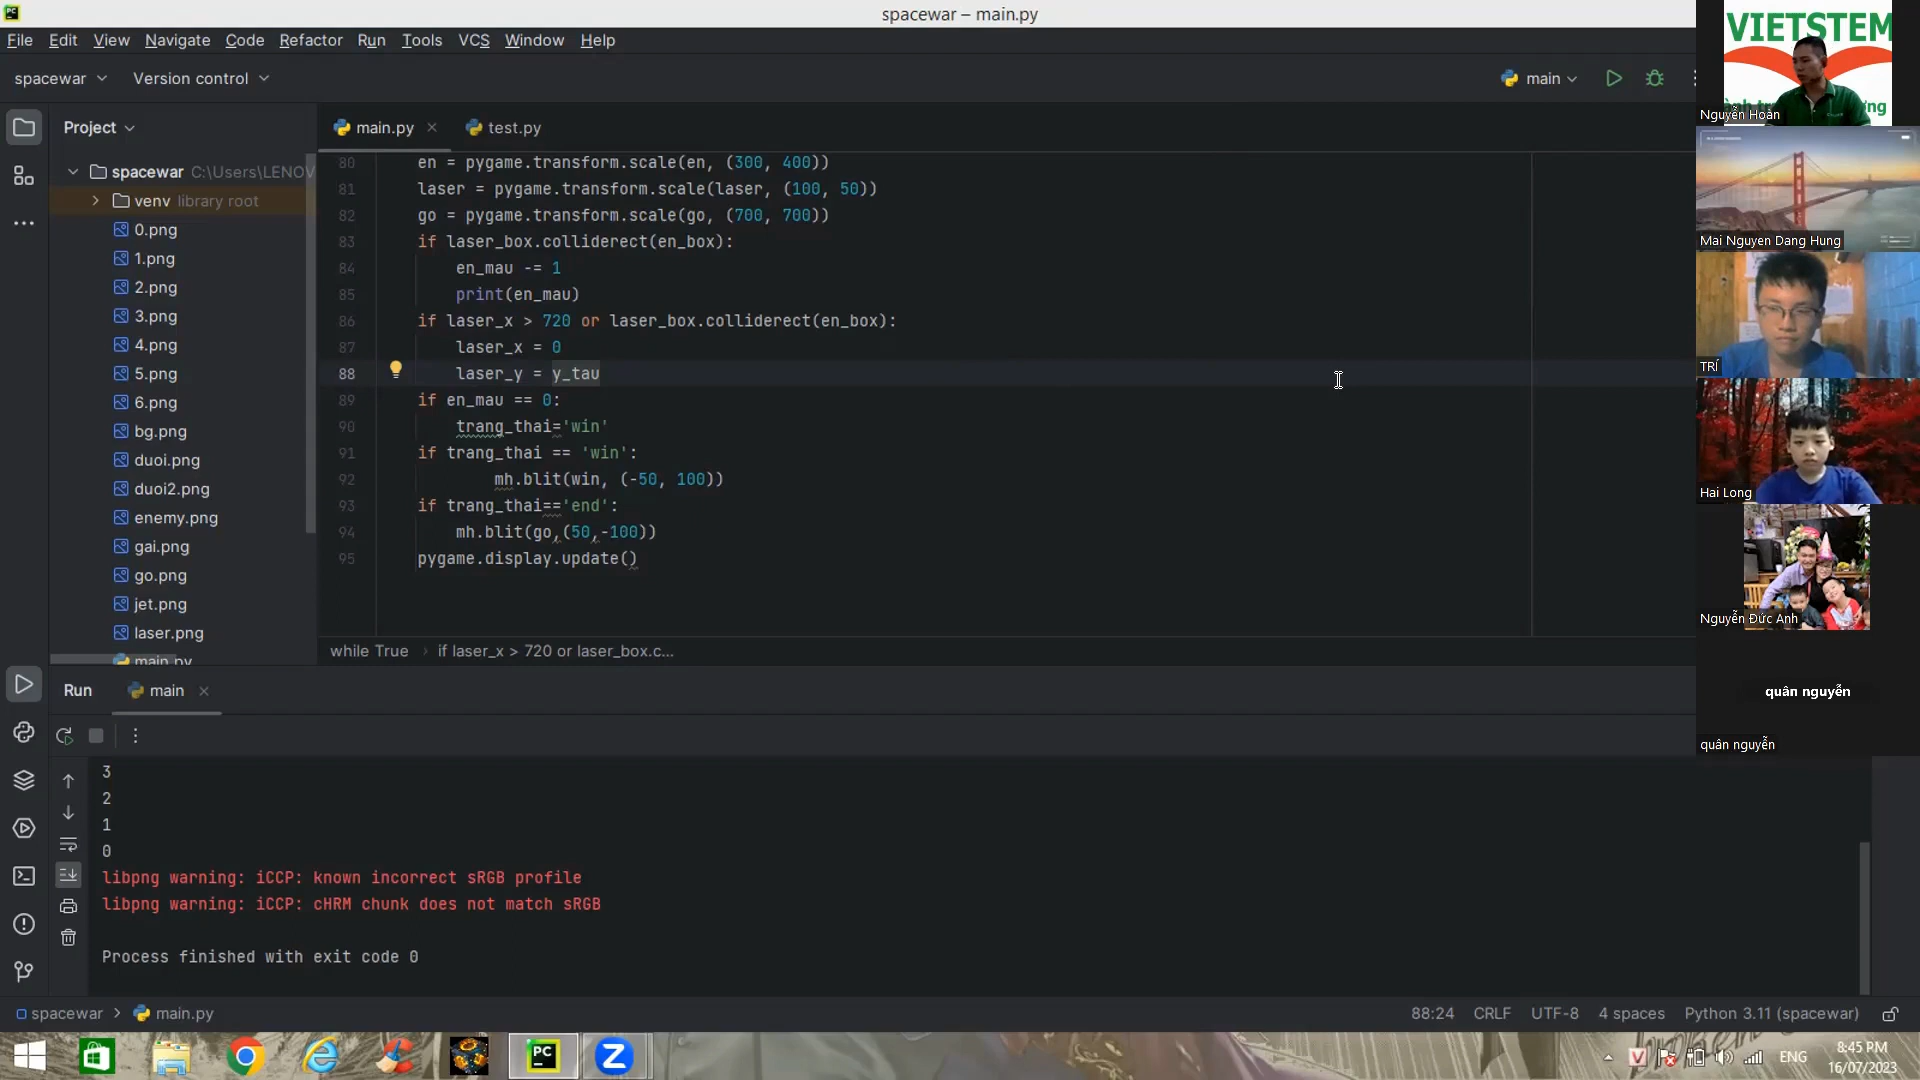 spacewar – main.py
File Edit View Navigate Code Refactor Run Tools VCS Window Help
spacewar Version control main
Project main.py test.py
spacewar C:\Users\LENOV
venv library root
0.png
1.png
2.png
3.png
4.png
5.png
6.png
bg.png
duoi.png
duoi2.png
enemy.png
gai.png
go.png
jet.png
laser.png
main.py
80 en = pygame.transform.scale(en, (300, 400))
81 laser = pygame.transform.scale(laser, (100, 50))
82 go = pygame.transform.scale(go, (700, 700))
83 if laser_box.colliderect(en_box):
84 en_mau -= 1
85 print(en_mau)
86 if laser_x > 720 or laser_box.colliderect(en_box):
87 laser_x = 0
88 laser_y = y_tau
89 if en_mau == 0:
90 trang_thai='win'
91 if trang_thai == 'win':
92 mh.blit(win, (-50, 100))
93 if trang_thai=='end':
94 mh.blit(go,(50,-100))
95 pygame.display.update()
while True › if laser_x > 720 or laser_box.c...
Run main
3
2
1
0
libpng warning: iCCP: known incorrect sRGB profile
libpng warning: iCCP: cHRM chunk does not match sRGB
Process finished with exit code 0
spacewar › main.py 88:24 CRLF UTF-8 4 spaces Python 3.11 (spacewar)
PC Z V ENG 8:45 PM
16/07/2023
VIETSTEM
Nguyễn Hoán
Mai Nguyen Dang Hung
TRÍ
Hai Long
Nguyễn Đức Anh
quân nguyễn
quân nguyễn